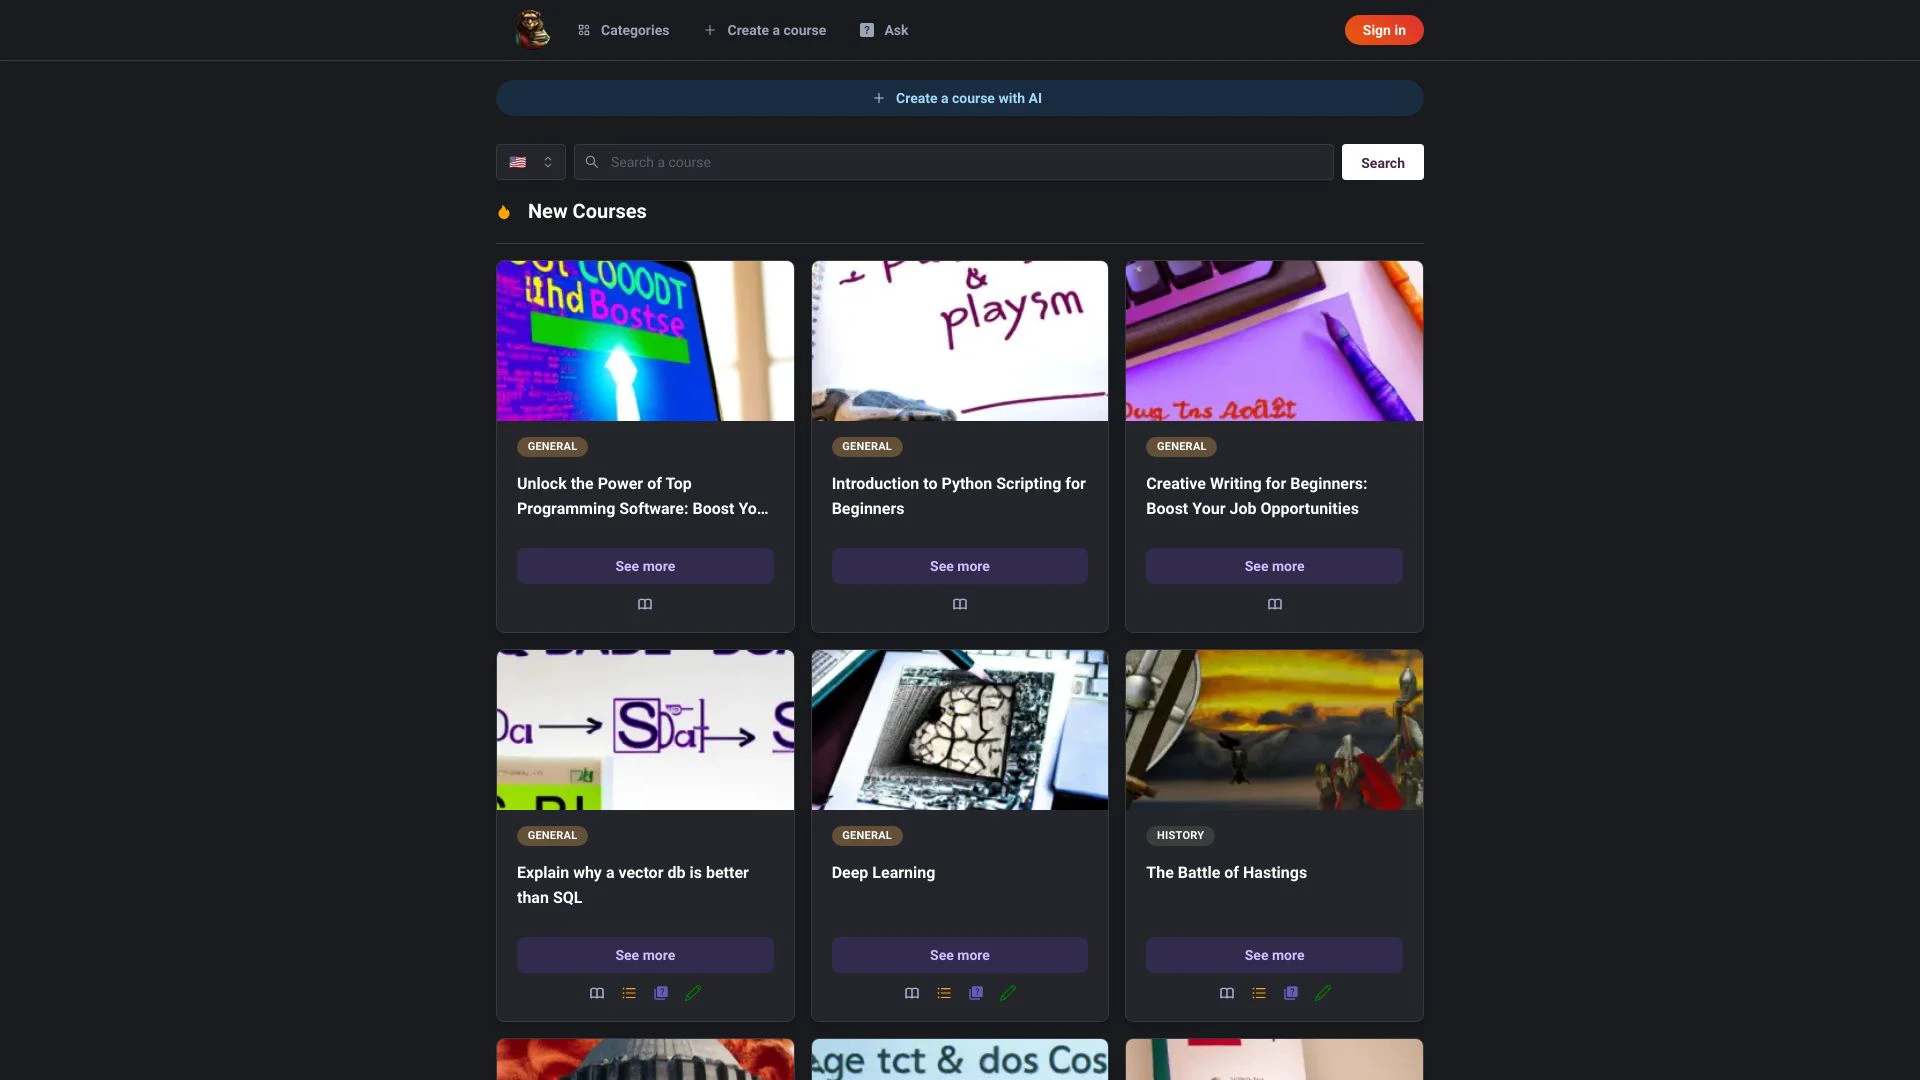 Categories
Create a course
? Ask
Sign in
Create a course with AI
Search a course
Search
New Courses
COOODT
Bostse
&
playsm
GENERAL
GENERAL
GENERAL
Unlock the Power of Top
Programming Software: Boost Yo...
Introduction to Python Scripting for
Beginners
Creative Writing for Beginners:
Boost Your Job Opportunities
See more
See more
See more
GENERAL
GENERAL
HISTORY
Explain why a vector db is better
than SQL
Deep Learning
The Battle of Hastings
See more
See more
See more
?
?
?
Age tct & dos Cos